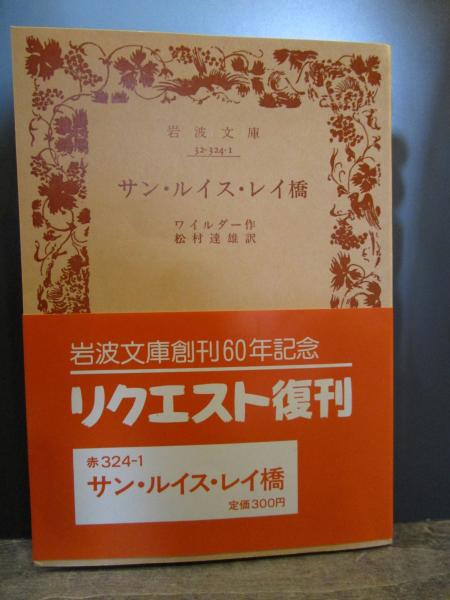 岩波文庫
32-324-1
サン・ルイス・レイ橋
ワイルダー作
松村達雄訳
岩波文庫創刊60年記念
リクエスト復刊
赤324-1
サン・ルイス・レイ橋
定価300円